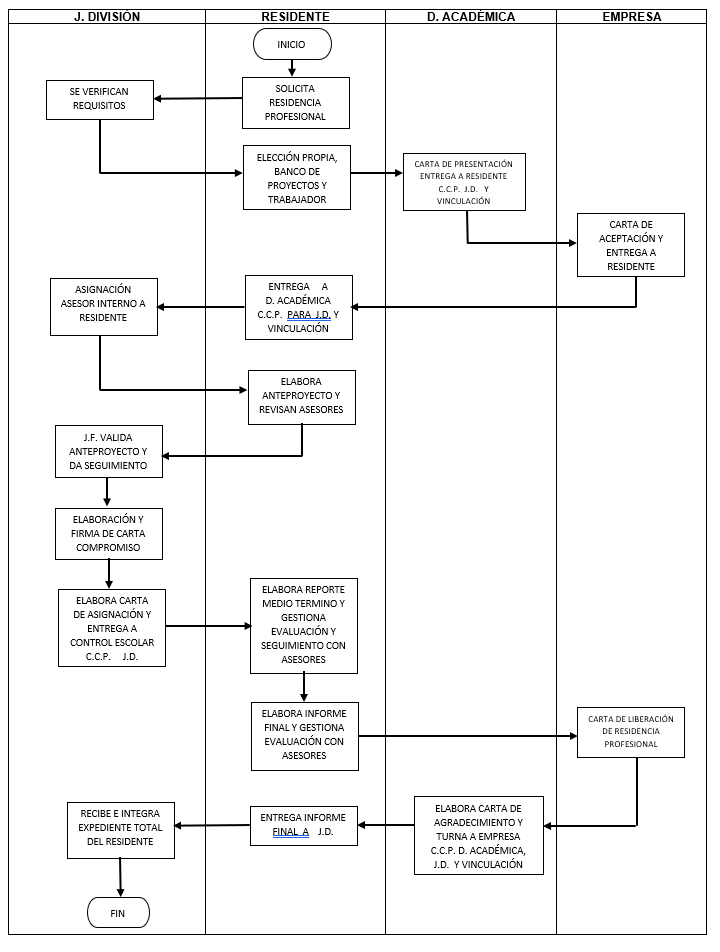 J. DIVISIÓN
RESIDENTE
D. ACADÉMICA
EMPRESA
INICIO
SOLICITA
RESIDENCIA
PROFESIONAL
SE VERIFICAN
REQUISITOS
ELECCIÓN PROPIA,
BANCO DE
PROYECTOS Y
TRABAJADOR
CARTA DE PRESENTACIÓN
ENTREGA A RESIDENTE
C.C.P. J.D. Y
VINCULACIÓN
CARTA DE
ACEPTACIÓN Y
ENTREGA A
RESIDENTE
ENTREGA A
D. ACADÉMICA
C.C.P. PARA J.D. Y
VINCULACIÓN
ASIGNACIÓN
ASESOR INTERNO A
RESIDENTE
ELABORA
ANTEPROYECTO Y
REVISAN ASESORES
J.F. VALIDA
ANTEPROYECTO Y
DA SEGUIMIENTO
ELABORACIÓN Y
FIRMA DE CARTA
COMPROMISO
ELABORA CARTA
DE ASIGNACIÓN Y
ENTREGA A
CONTROL ESCOLAR
C.C.P. J.D.
ELABORA REPORTE
MEDIO TERMINO Y
GESTIONA
EVALUACIÓN Y
SEGUIMIENTO CON
ASESORES
ELABORA INFORME
FINAL Y GESTIONA
EVALUACIÓN CON
ASESORES
CARTA DE LIBERACIÓN
DE RESIDENCIA
PROFESIONAL
ELABORA CARTA DE
AGRADECIMIENTO Y
TURNA A EMPRESA
C.C.P. D. ACADÉMICA,
J.D. Y VINCULACIÓN
ENTREGA INFORME
FINAL A J.D.
RECIBE E INTEGRA
EXPEDIENTE TOTAL
DEL RESIDENTE
FIN